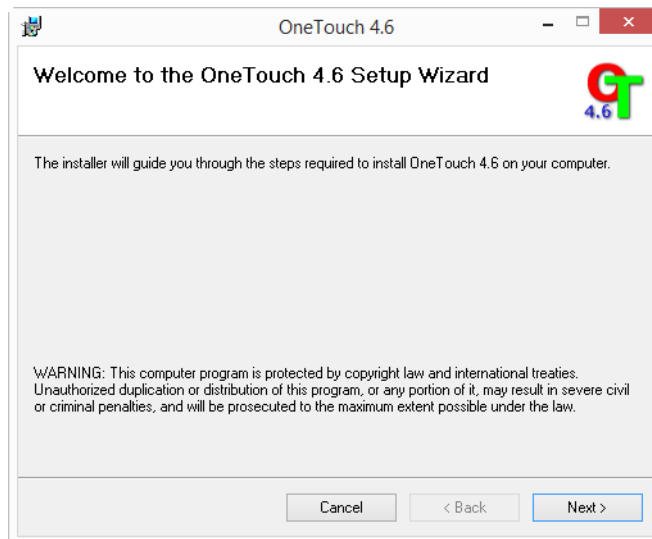 OneTouch 4.6
Welcome to the OneTouch 4.6 Setup Wizard
OT
4.6
The installer will guide you through the steps required to install OneTouch 4.6 on your computer.
WARNING: This computer program is protected by copyright law and international treaties.
Unauthorized duplication or distribution of this program, or any portion of it, may result in severe civil
or criminal penalties, and will be prosecuted to the maximum extent possible under the law.
Cancel < Back Next >